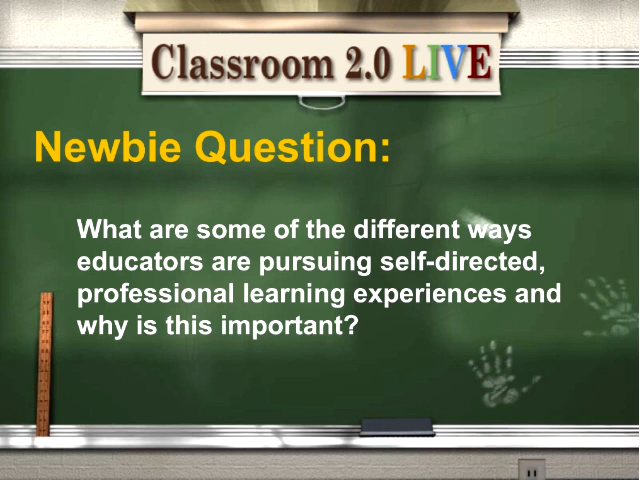 Classroom 2.0 LIVE
Newbie Question:
What are some of the different ways
educators are pursuing self-directed,
professional learning experiences and
why is this important?